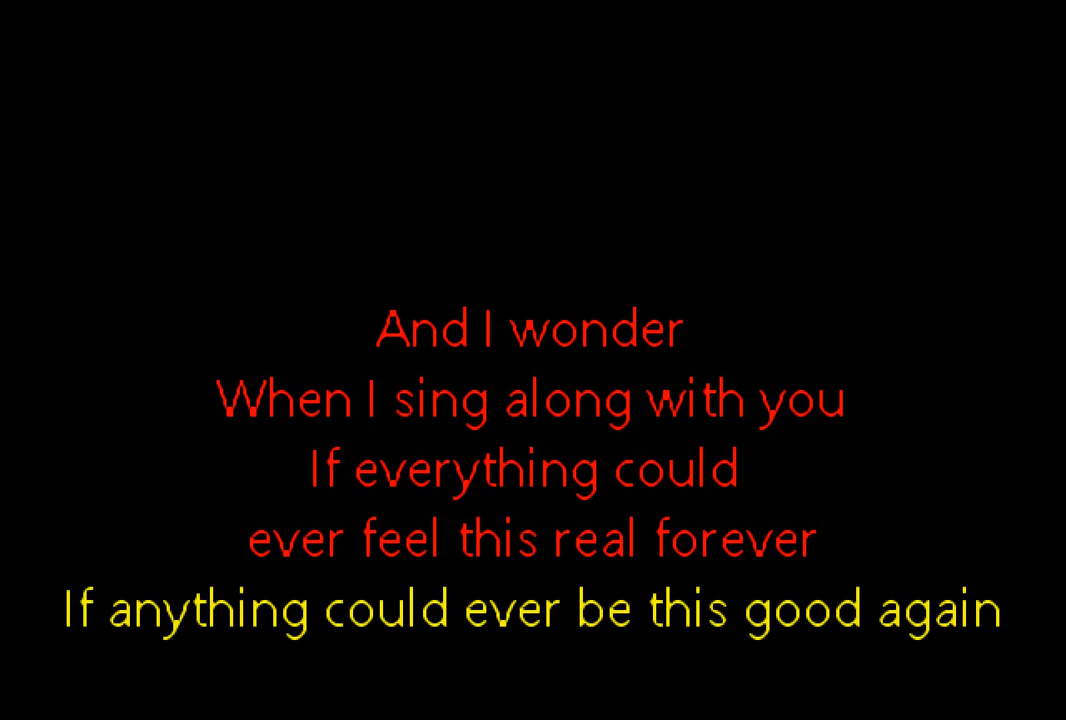 And I wonder
When I sing along with you
If everything could
ever feel this real forever
If anything could ever be this good again